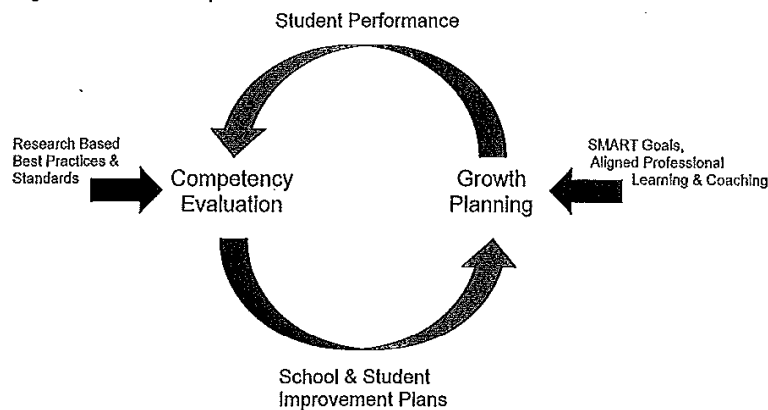 Student Performance
Research Based
Best Practices &
Standards
Competency
Evaluation
Growth
Planning
SMART Goals,
Aligned Professional
Learning & Coaching
School & Student
Improvement Plans